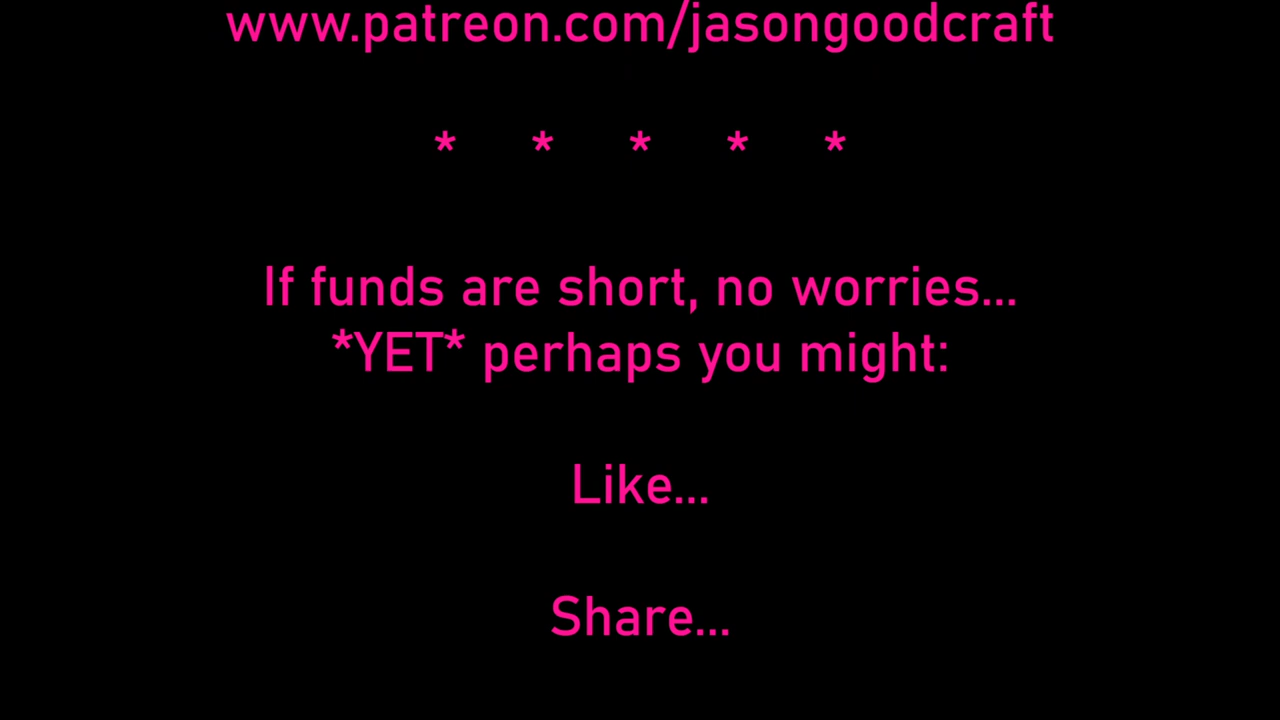 www.patreon.com/jasongoodcraft
* * * * *
If funds are short, no worries...
*YET* perhaps you might:
Like...
Share...